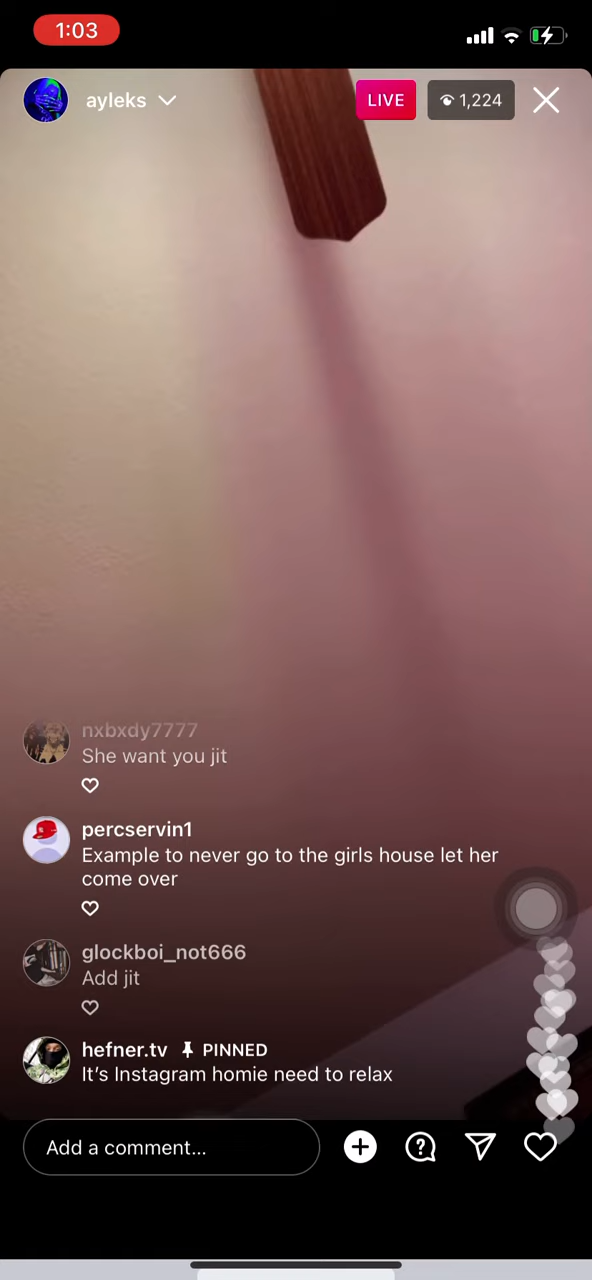 1:03
ayleks
LIVE
1,224
nxbxdy7777
She want you jit
percservin1
Example to never go to the girls house let her
come over
glockboi_not666
Add jit
hefner.tv PINNED
It's Instagram homie need to relax
Add a comment...